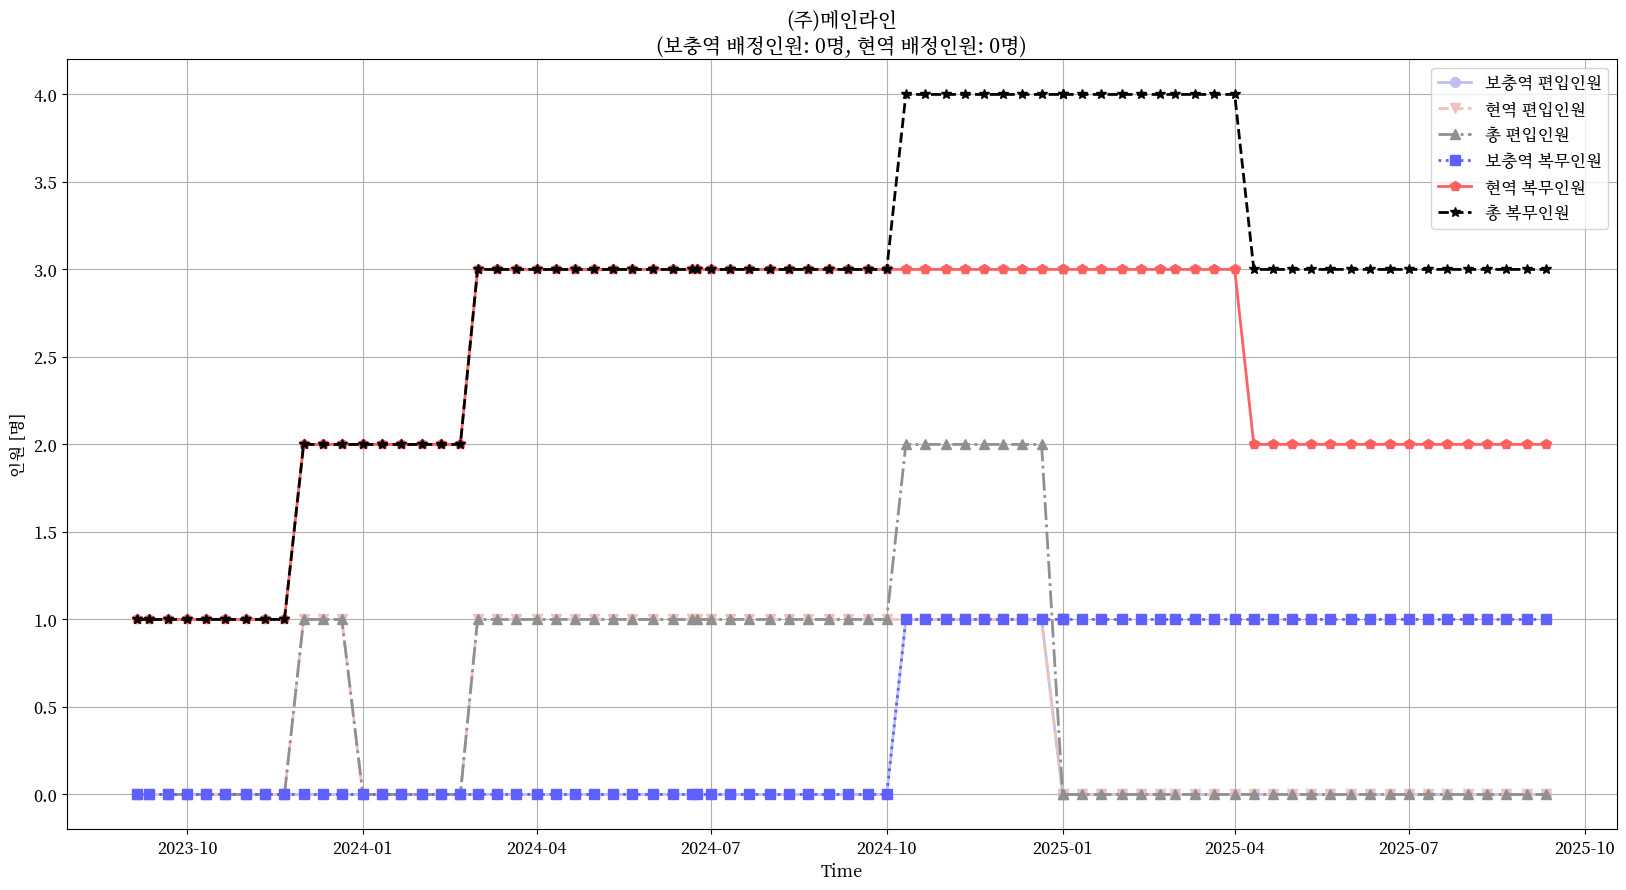 (주)메인라인
(보충역 배정인원: 0명, 현역 배정인원: 0명)
보충역 편입인원
현역 편입인원
총 편입인원
보충역 복무인원
현역 복무인원
총 복무인원
4.0
3.5
3.0
2.5
2.0
1.5
1.0
0.5
0.0
인원 [명]
2023-10 2024-01 2024-04 2024-07 2024-10 2025-01 2025-04 2025-07 2025-10
Time